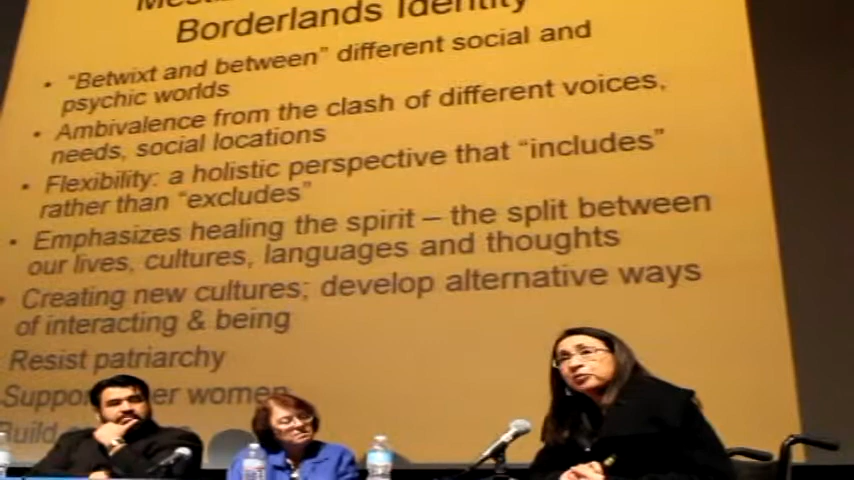 Borderlands Identity
• "Betwixt and between" different social and
psychic worlds
• Ambivalence from the clash of different voices,
needs, social locations
• Flexibility: a holistic perspective that "includes"
rather than "excludes"
• Emphasizes healing the spirit – the split between
our lives, cultures, languages and thoughts
• Creating new cultures; develop alternative ways
of interacting & being
Resist patriarchy
women
Build